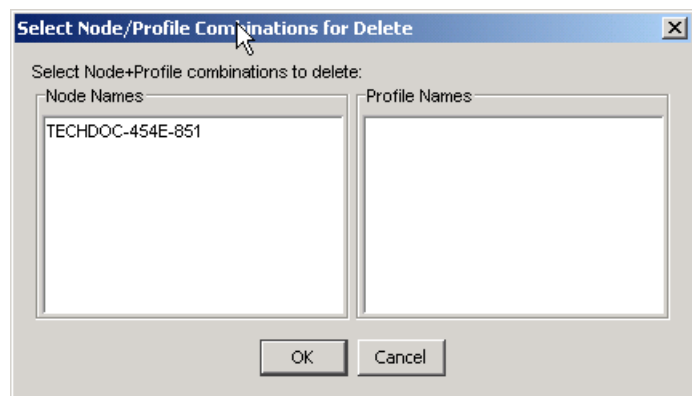 Select Node/Profile Combinations for Delete
Select Node+Profile combinations to delete:
Node Names
Profile Names
TECHDOC-454E-851
OK
Cancel